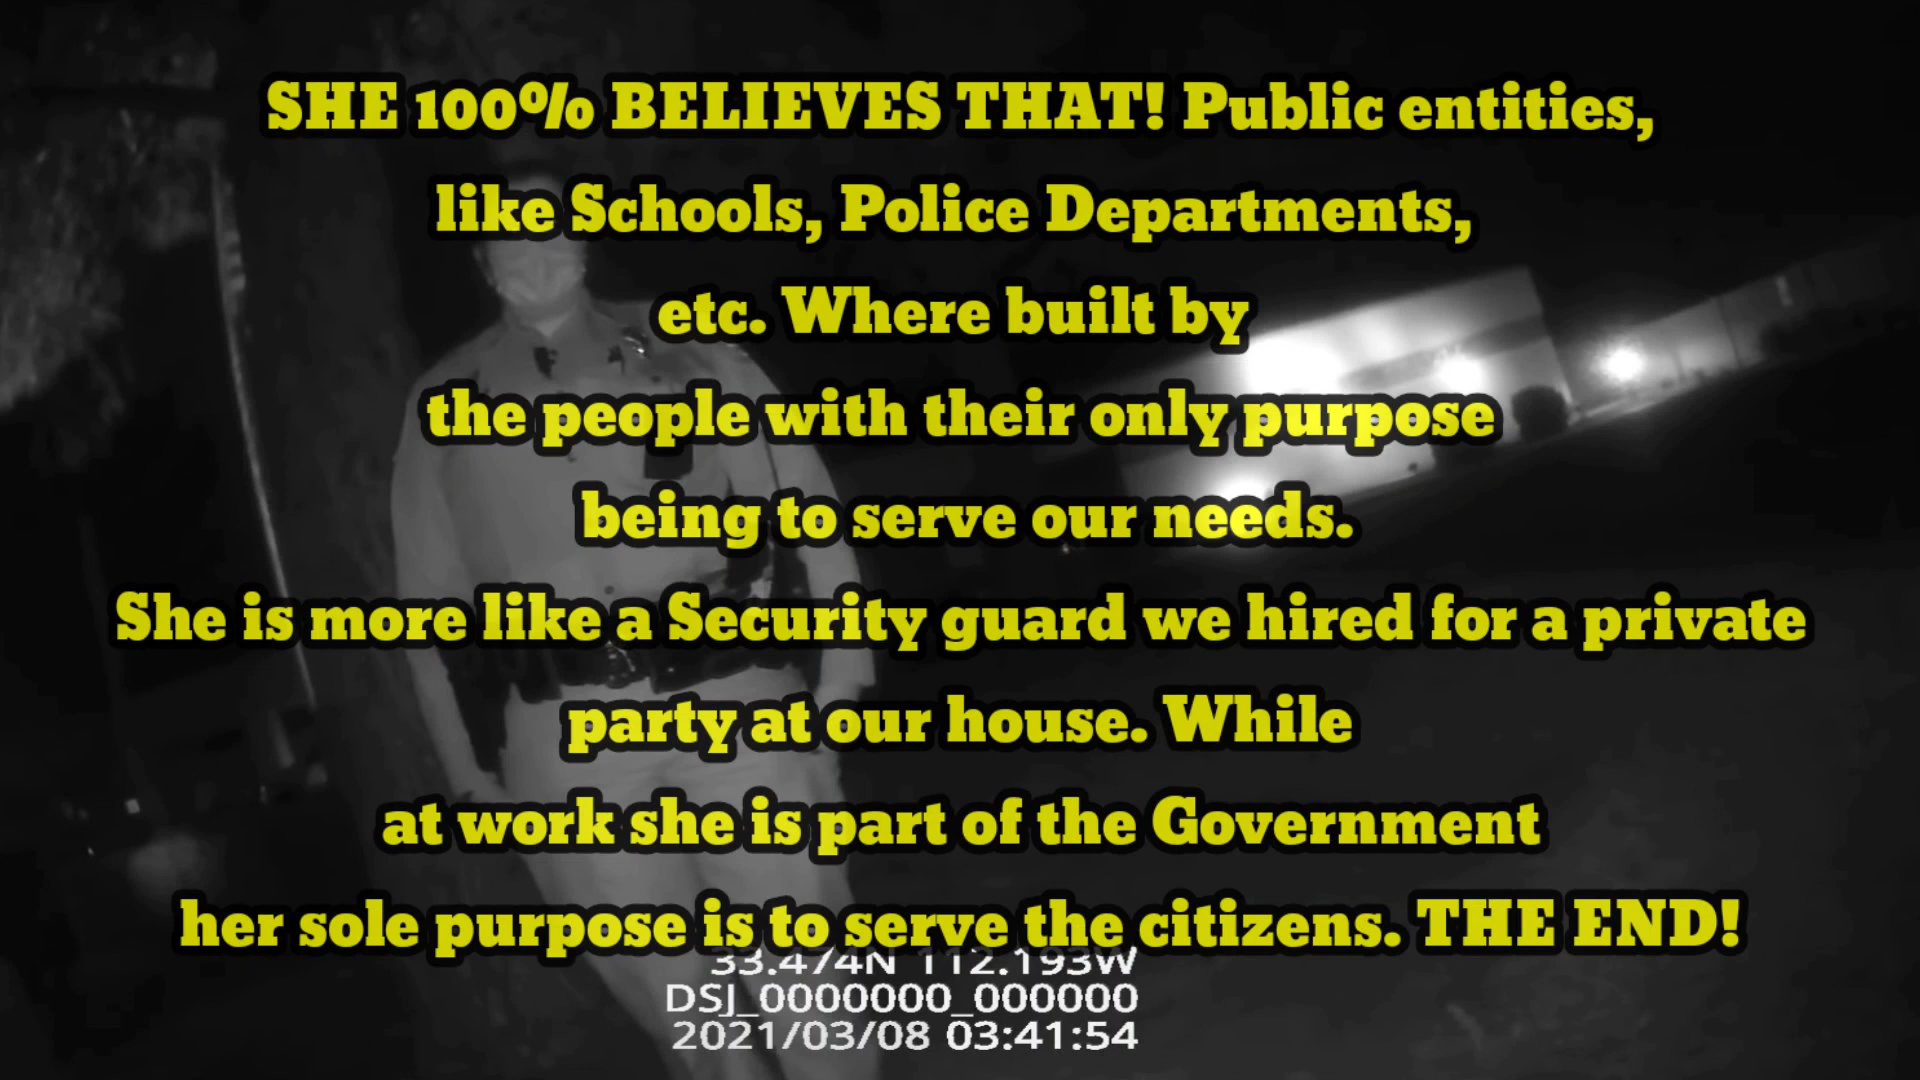 SHE 100% BELIEVES THAT! Public entities,
like Schools, Police Departments,
etc. Where built by
the people with their only purpose
being to serve our needs.
She is more like a Security guard we hired for a private
party at our house. While
at work she is part of the Government
her sole purpose is to serve the citizens. THE END!
33.474N 112.193W
DSJ_0000000_000000
2021/03/08 03:41:54